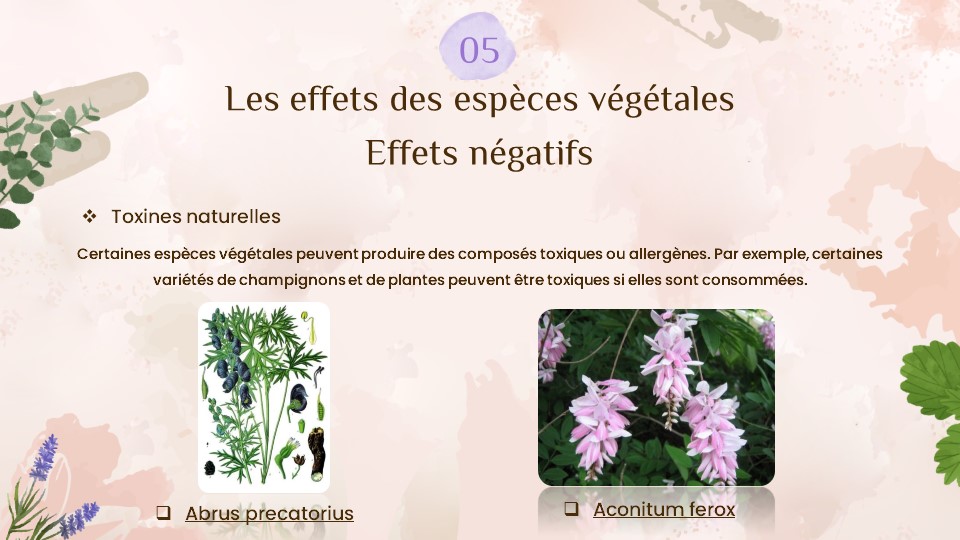 05
Les effets des espèces végétales
Effets négatifs
❖ Toxines naturelles
Certaines espèces végétales peuvent produire des composés toxiques ou allergènes. Par exemple, certaines
variétés de champignons et de plantes peuvent être toxiques si elles sont consommées.
❑ Abrus precatorius
❑ Aconitum ferox